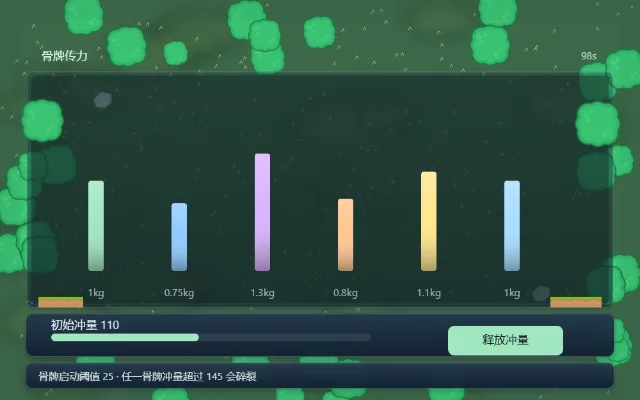 骨牌传力 98s
1kg 0.75kg 1.3kg 0.8kg 1.1kg 1kg
初始冲量 110
释放冲量
骨牌启动阈值 25 · 任一骨牌冲量超过 145 会碎裂